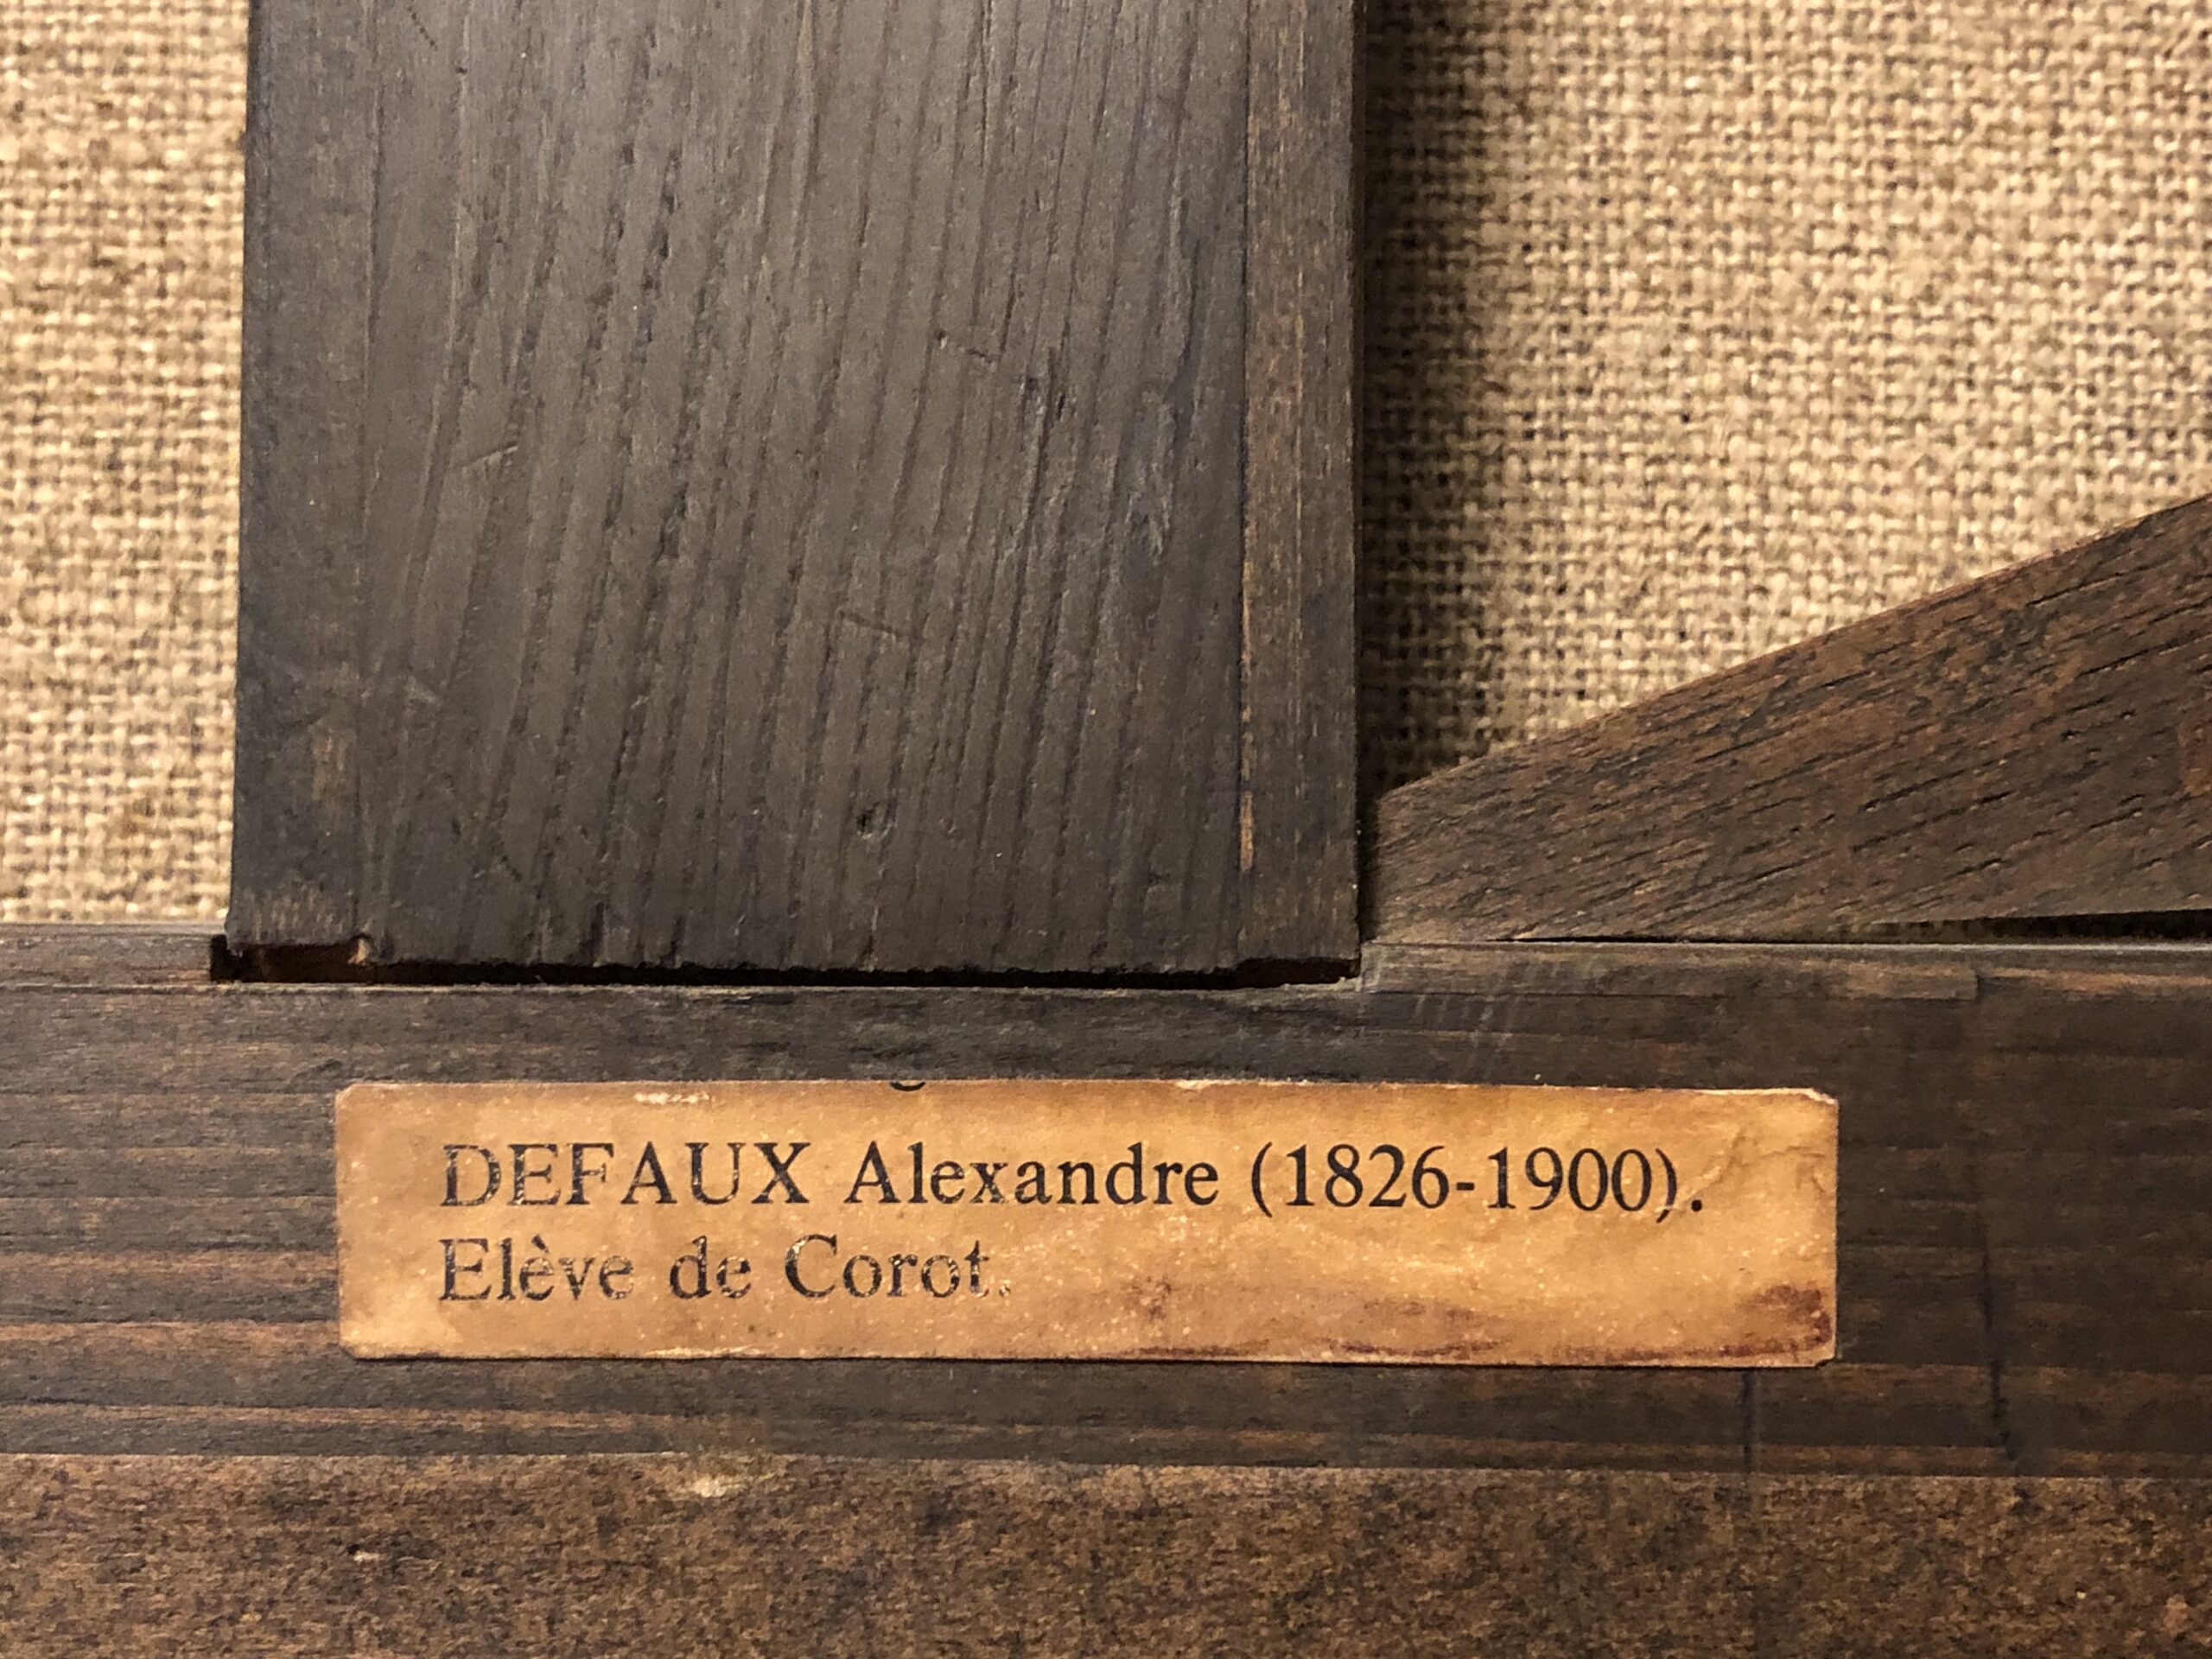 DEFAUX Alexandre (1826-1900).
Elève de Corot.